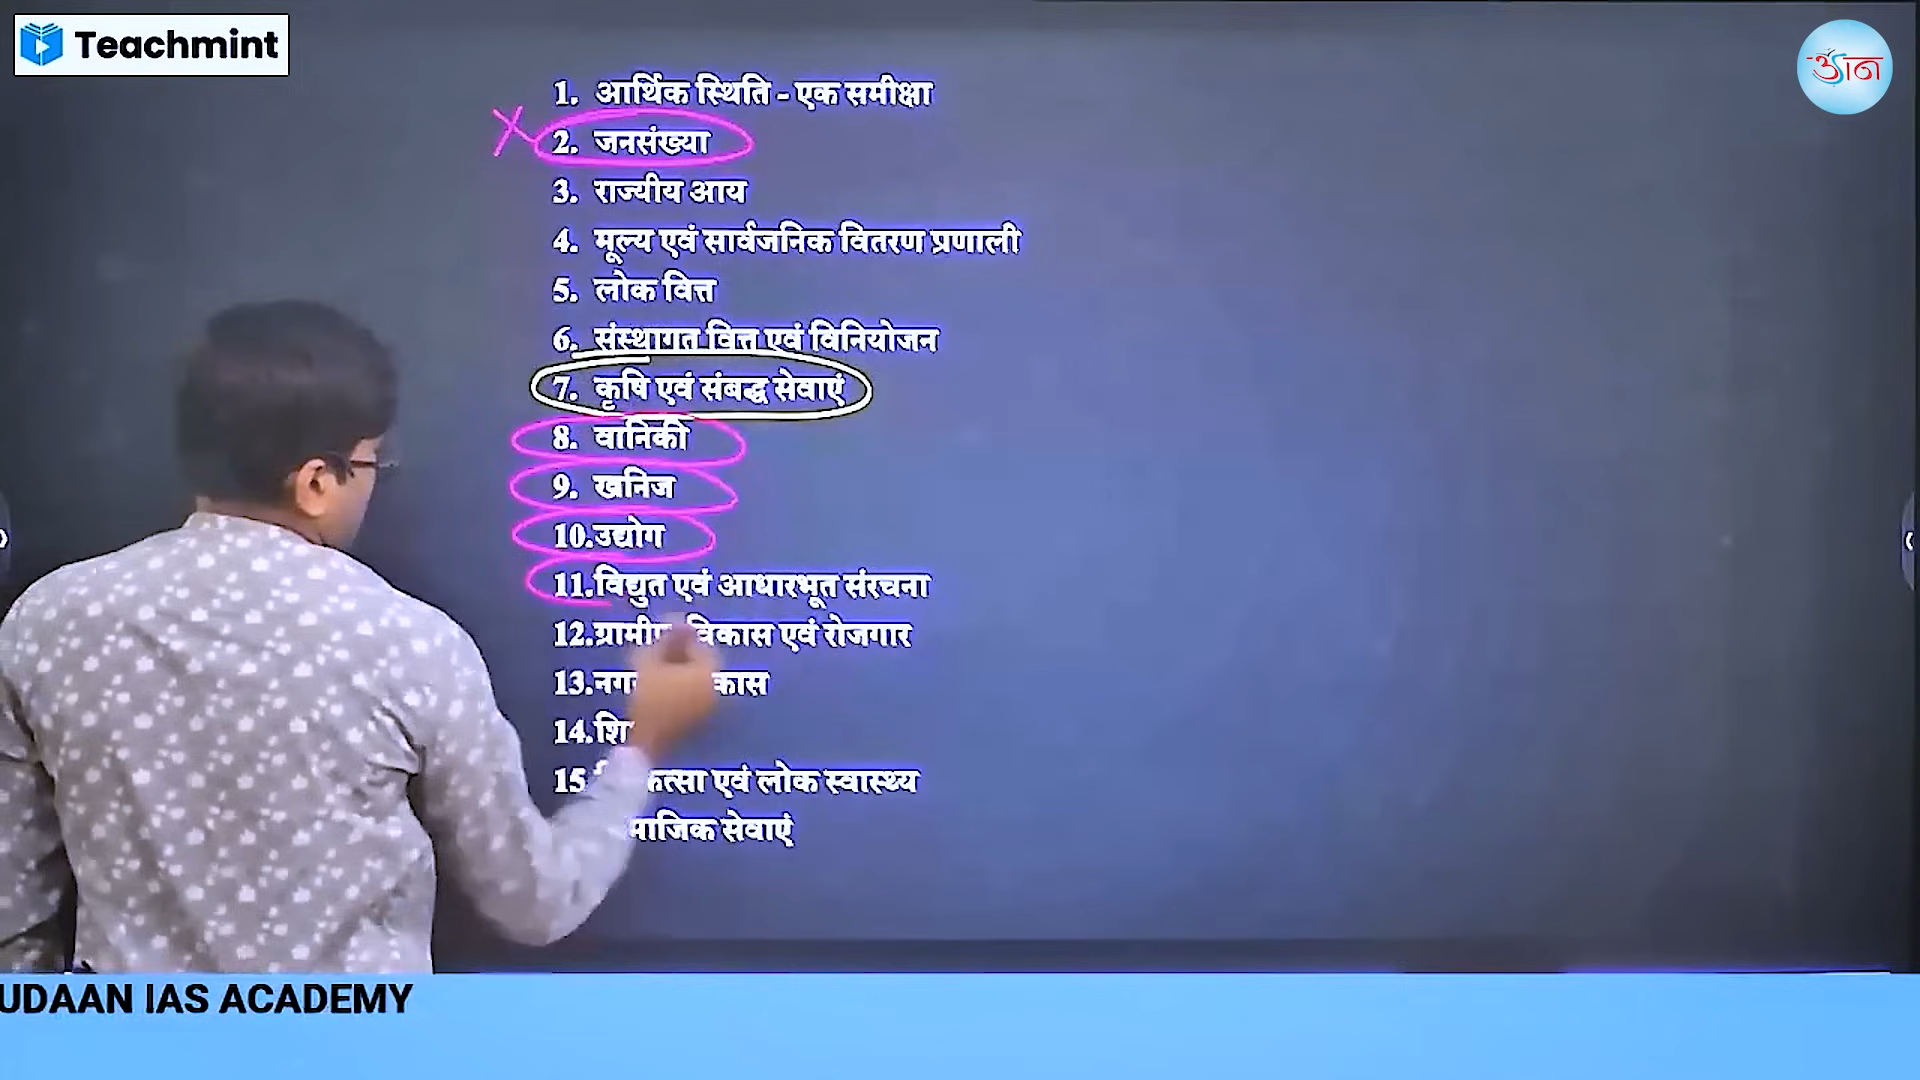 Teachmint
उड़ान
1. आर्थिक स्थिति - एक समीक्षा
2. जनसंख्या
3. राज्यीय आय
4. मूल्य एवं सार्वजनिक वितरण प्रणाली
5. लोक वित्त
6. संस्थागत वित्त एवं विनियोजन
7. कृषि एवं संबद्ध सेवाएं
8. वानिकी
9. खनिज
10. उद्योग
11. विद्युत एवं आधारभूत संरचना
12. विकास एवं रोजगार
13.
14.
15 एवं लोक स्वास्थ्य
सेवाएं
UDAAN IAS ACADEMY